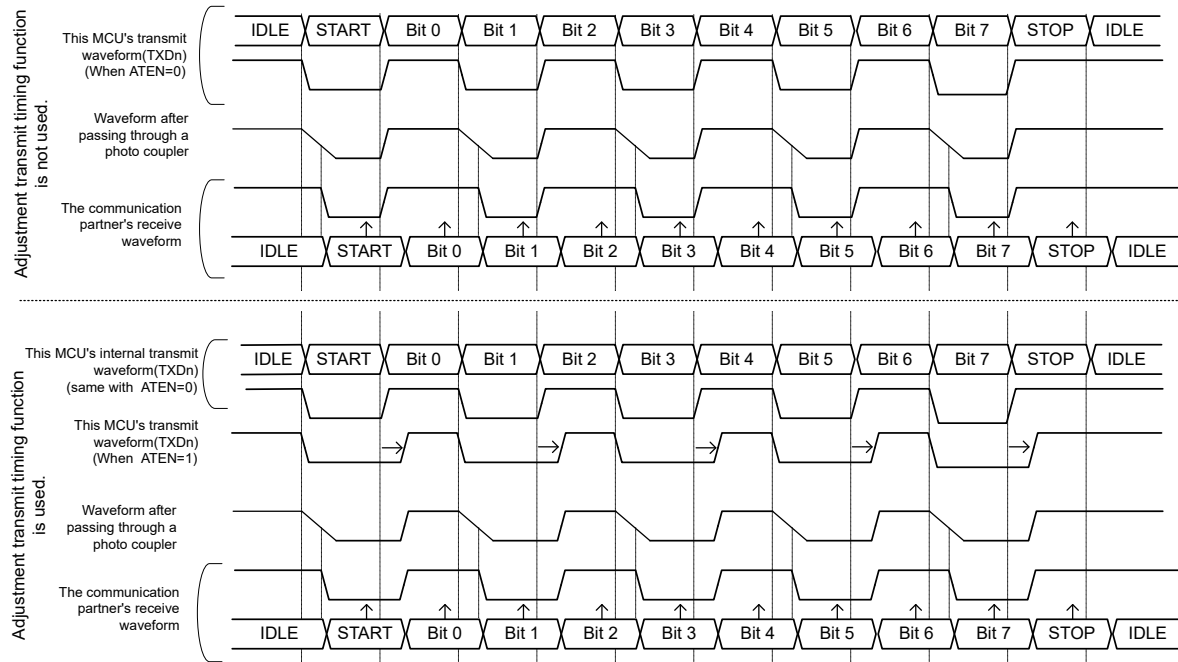 Adjustment transmit timing function
is not used.
This MCU's transmit
waveform(TXDn)
(When ATEN=0)
IDLE START Bit 0 Bit 1 Bit 2 Bit 3 Bit 4 Bit 5 Bit 6 Bit 7 STOP IDLE
Waveform after
passing through a
photo coupler
The communication
partner's receive
waveform
IDLE START Bit 0 Bit 1 Bit 2 Bit 3 Bit 4 Bit 5 Bit 6 Bit 7 STOP IDLE
Adjustment transmit timing function
is used.
This MCU's internal transmit
waveform(TXDn)
(same with ATEN=0)
IDLE START Bit 0 Bit 1 Bit 2 Bit 3 Bit 4 Bit 5 Bit 6 Bit 7 STOP IDLE
This MCU's transmit
waveform(TXDn)
(When ATEN=1)
Waveform after
passing through a
photo coupler
The communication
partner's receive
waveform
IDLE START Bit 0 Bit 1 Bit 2 Bit 3 Bit 4 Bit 5 Bit 6 Bit 7 STOP IDLE